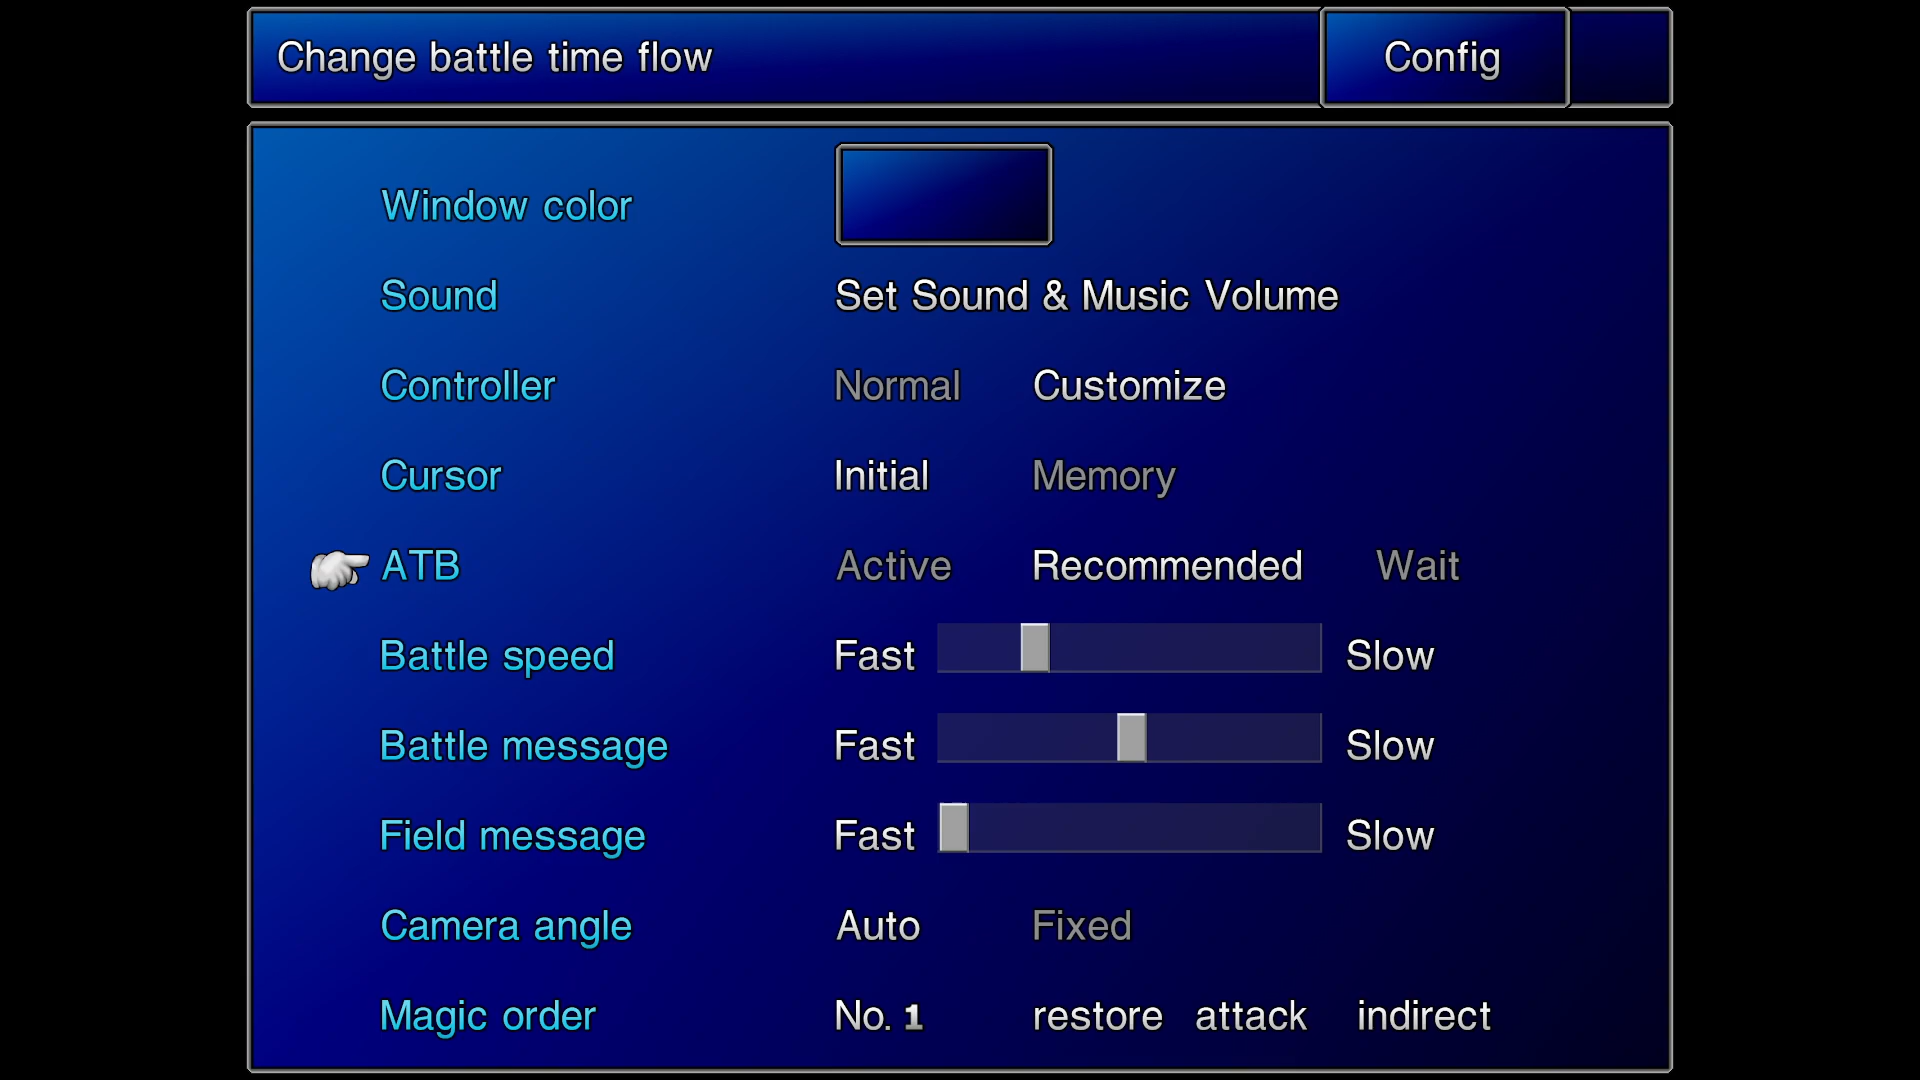 Change battle time flow
Config
Window color
Sound Set Sound & Music Volume
Controller Normal Customize
Cursor Initial Memory
ATB Active Recommended Wait
Battle speed Fast Slow
Battle message Fast Slow
Field message Fast Slow
Camera angle Auto Fixed
Magic order No. 1 restore attack indirect